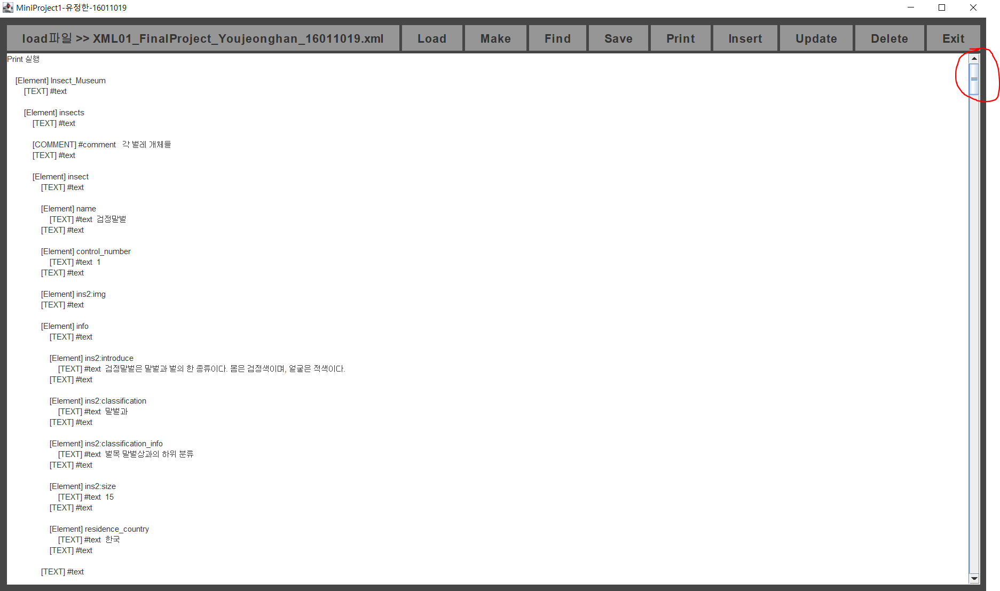 MiniProject1-유정한-16011019
load파일 >> XML01_FinalProject_Youjeonghan_16011019.xml Load Make Find Save Print Insert Update Delete Exit
Print 실행
[Element] Insect_Museum
[TEXT] #text
[Element] insects
[TEXT] #text
[COMMENT] #comment 각 벌레 개체들
[TEXT] #text
[Element] insect
[TEXT] #text
[Element] name
[TEXT] #text 검정말벌
[TEXT] #text
[Element] control_number
[TEXT] #text 1
[TEXT] #text
[Element] ins2:img
[TEXT] #text
[Element] info
[TEXT] #text
[Element] ins2:introduce
[TEXT] #text 검정말벌은 말벌과 벌의 한 종류이다. 몸은 검정색이며, 얼굴은 적색이다.
[TEXT] #text
[Element] ins2:classification
[TEXT] #text 말벌과
[TEXT] #text
[Element] ins2:classification_info
[TEXT] #text 벌목 말벌상과의 하위 분류
[TEXT] #text
[Element] ins2:size
[TEXT] #text 15
[TEXT] #text
[Element] residence_country
[TEXT] #text 한국
[TEXT] #text
[TEXT] #text